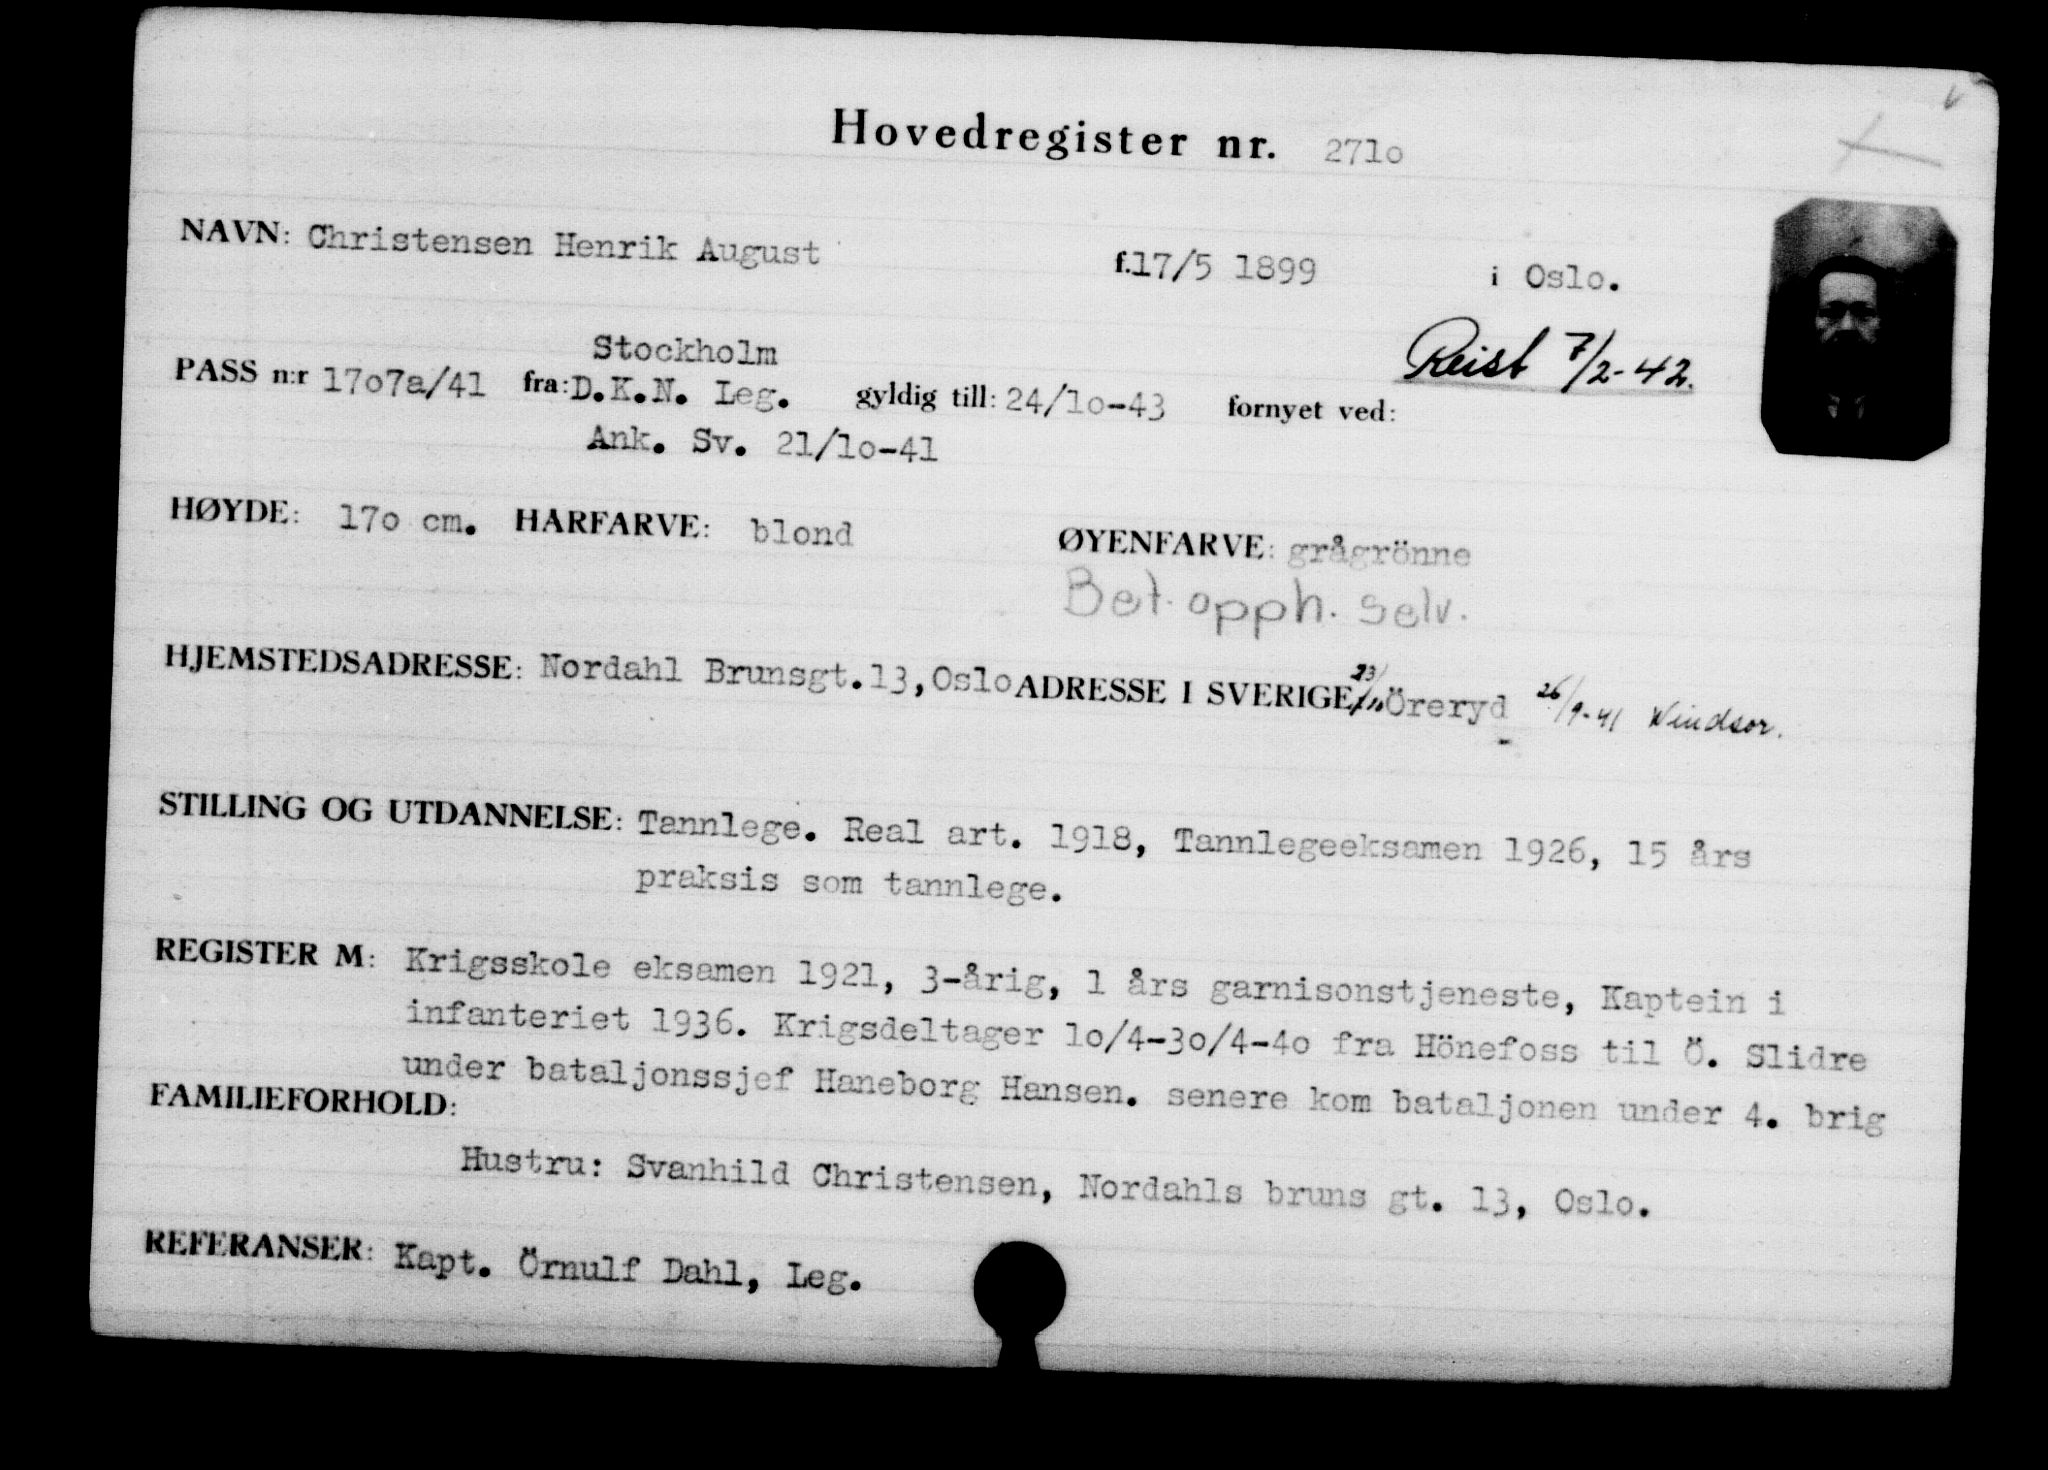 Hovedregister nr. 271o
NAVN: Christensen Henrik August f.17/5 1899 i Oslo.
Reist 7/2-42.
Stockholm
PASS n:r 17o7a/41 fra: D.K.N. Leg. gyldig till: 24/1o-43 fornyet ved:
Ank. Sv. 21/1o-41
HØYDE: 17o cm. HARFARVE: blond ØYENFARVE: grågrönne
Bet. opph. selv.
HJEMSTEDSADRESSE: Nordahl Brunsgt.13, Oslo ADRESSE I SVERIGE Öreryd 26/9-41 Windsor.
STILLING OG UTDANNELSE: Tannlege. Real art. 1918, Tannlegeeksamen 1926, 15 års
praksis som tannlege.
REGISTER M: Krigsskole eksamen 1921, 3-årig, 1 års garnisonstjeneste, Kaptein i
infanteriet 1936. Krigsdeltager 1o/4-3o/4-4o fra Hönefoss til Ö. Slidre
under bataljonssjef Haneborg Hansen. senere kom bataljonen under 4. brig
FAMILIEFORHOLD:
Hustru: Svanhild Christensen, Nordahls bruns gt. 13, Oslo.
REFERANSER: Kapt. Örnulf Dahl, Leg.